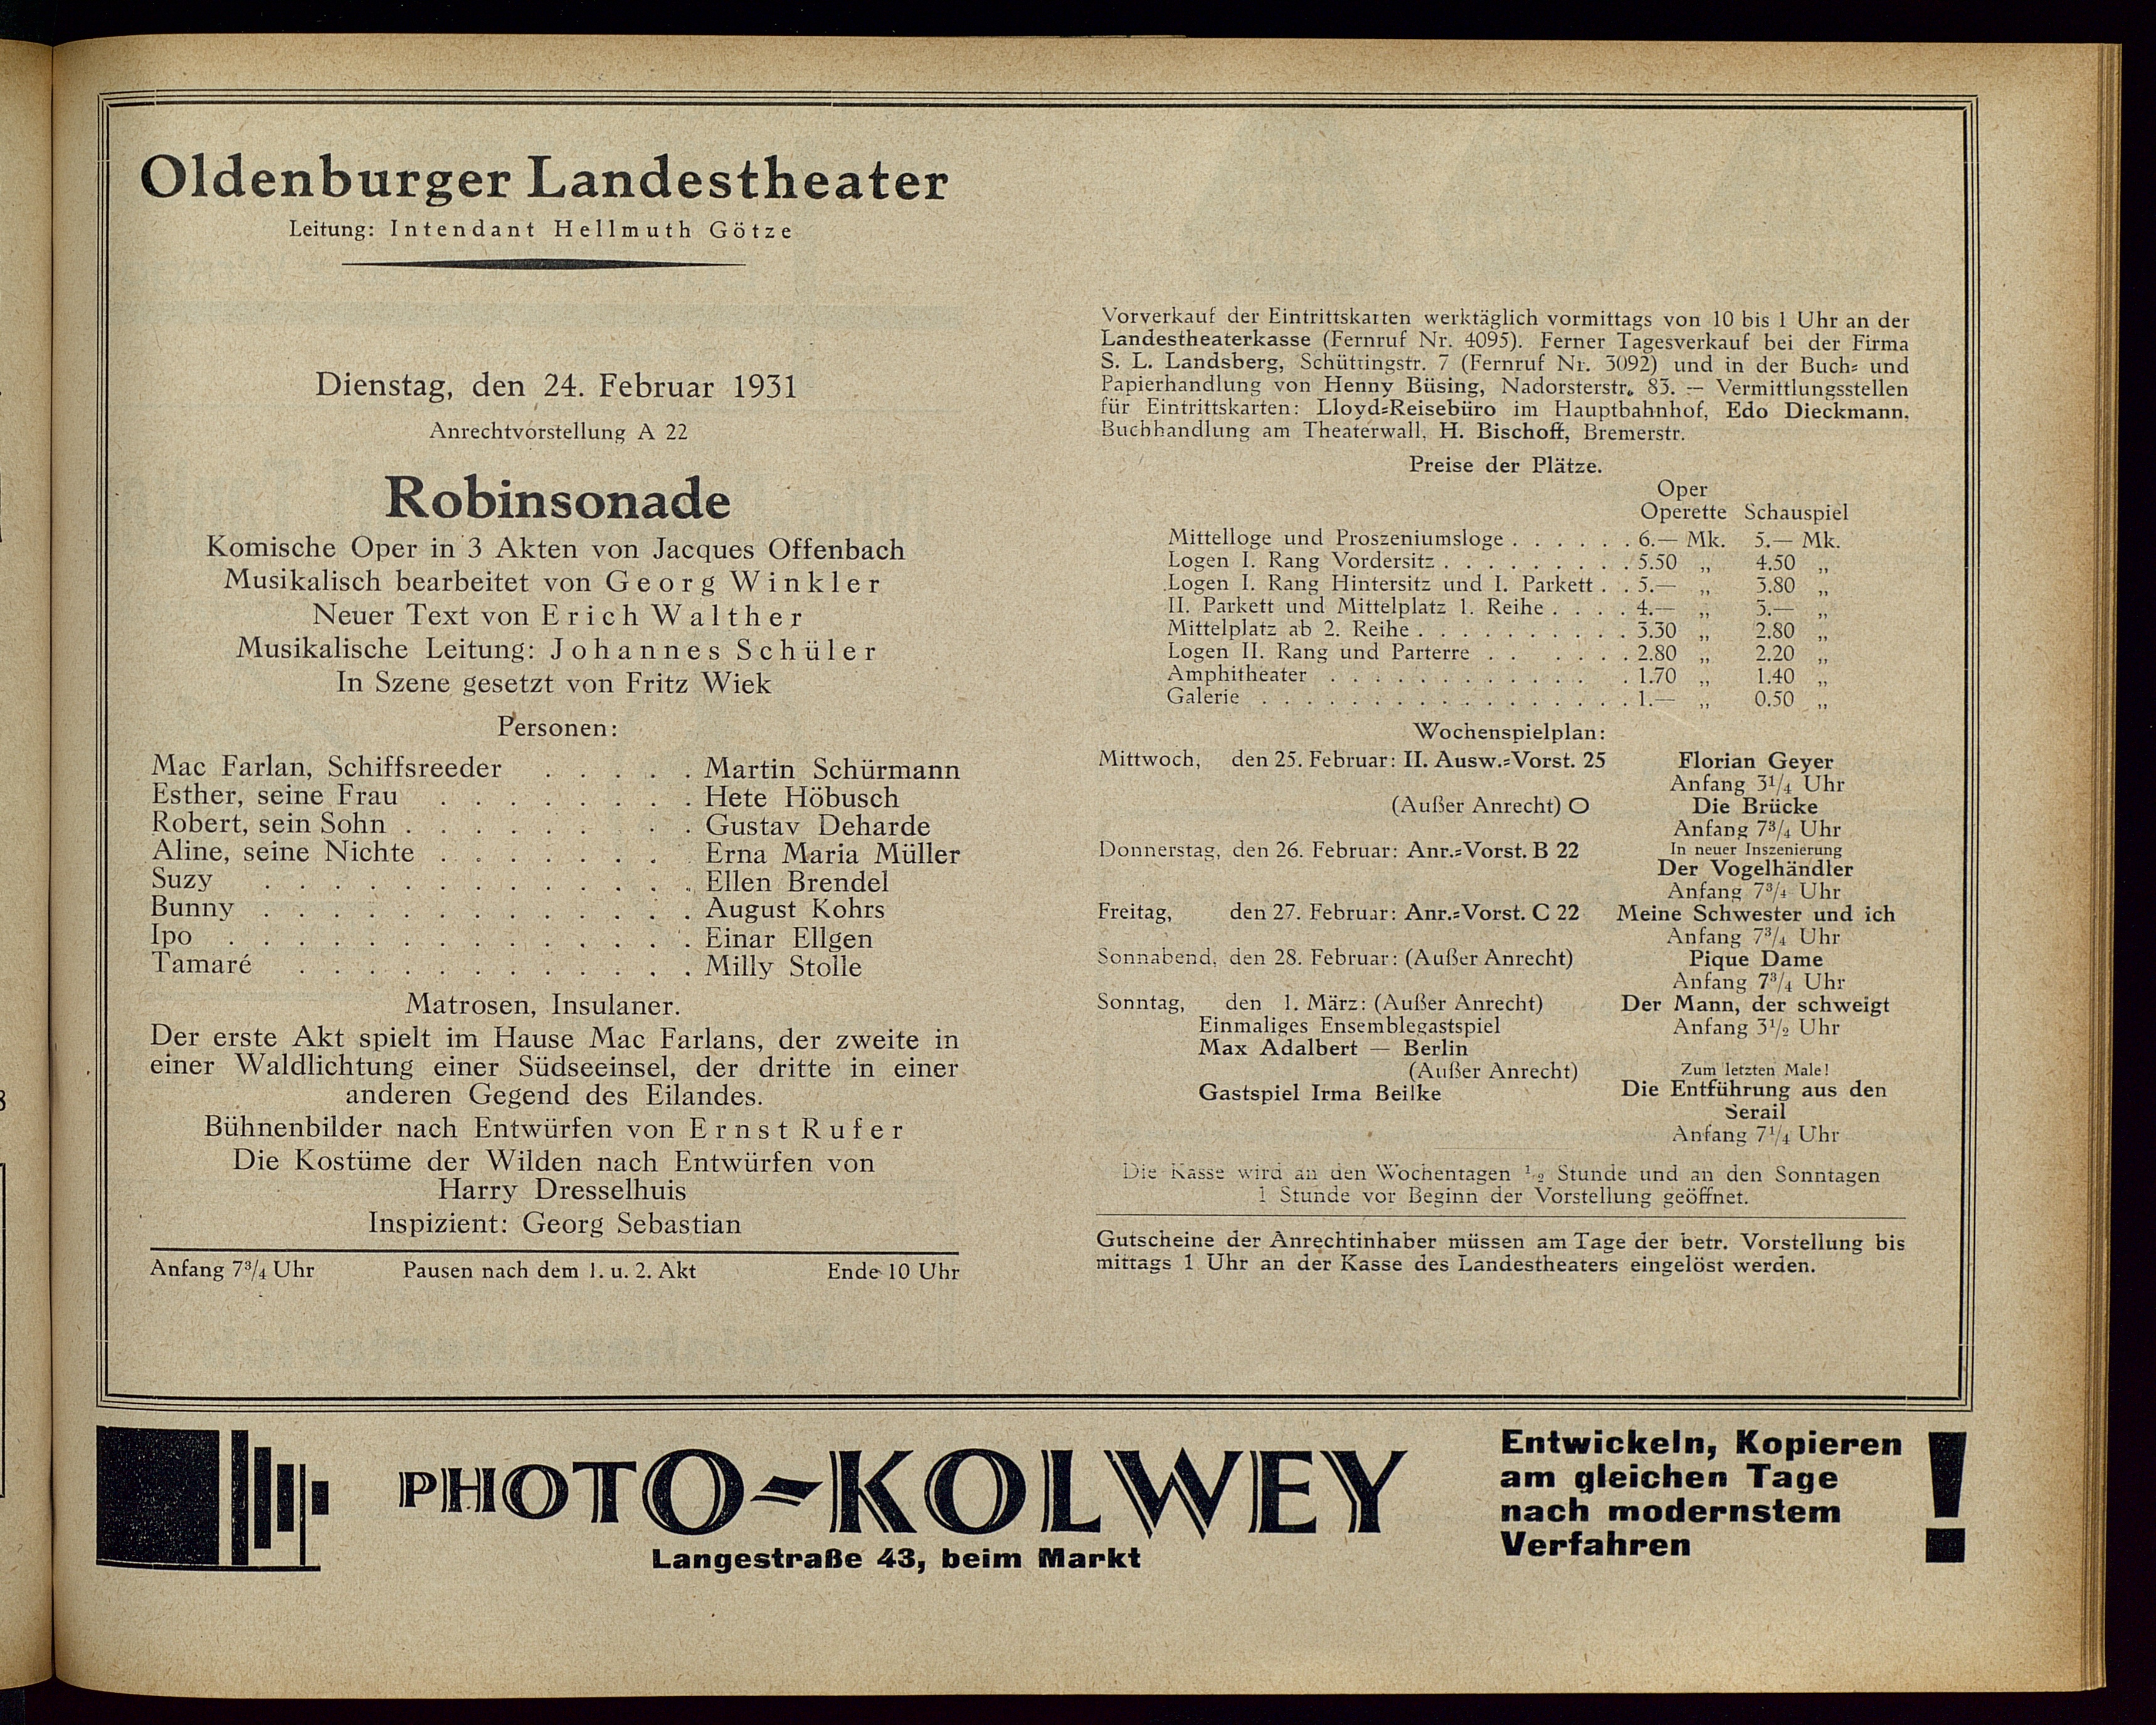 Oldenburger Landestheater
Leitung: Intendant Hellmuth Götze
Dienstag, den 24. Februar 1931
Anrechtvorstellung A 22
Robinsonade
Komische Oper in 3 Akten von Jacques Offenbach
Musikalisch bearbeitet von Georg Winkler
Neuer Text von Erich Walther
Musikalische Leitung: Johannes Schüler
In Szene gesetzt von Fritz Wiek
Personen:
Mac Farlan, Schiffsreeder . . . . . Martin Schürmann
Esther, seine Frau . . . . . . . . Hete Höbusch
Robert, sein Sohn . . . . . . . . Gustav Deharde
Aline, seine Nichte . . . . . . . . Erna Maria Müller
Suzy . . . . . . . . . . . . . Ellen Brendel
Bunny . . . . . . . . . . . . . August Kohrs
Ipo . . . . . . . . . . . . . . Einar Ellgen
Tamaré . . . . . . . . . . . . Milly Stolle
Matrosen, Insulaner.
Der erste Akt spielt im Hause Mac Farlans, der zweite in
einer Waldlichtung einer Südseeinsel, der dritte in einer
anderen Gegend des Eilandes.
Bühnenbilder nach Entwürfen von Ernst Rufer
Die Kostüme der Wilden nach Entwürfen von
Harry Dresselhuis
Inspizient: Georg Sebastian
Anfang 7¾ Uhr Pausen nach dem 1. u. 2. Akt Ende 10 Uhr
Vorverkauf der Eintrittskarten werktäglich vormittags von 10 bis 1 Uhr an der
Landestheaterkasse (Fernruf Nr. 4095). Ferner Tagesverkauf bei der Firma
S. L. Landsberg, Schüttingstr. 7 (Fernruf Nr. 3092) und in der Buch= und
Papierhandlung von Henny Büsing, Nadorsterstr. 83. — Vermittlungsstellen
für Eintrittskarten: Lloyd=Reisebüro im Hauptbahnhof, Edo Dieckmann,
Buchhandlung am Theaterwall, H. Bischoff, Bremerstr.
Preise der Plätze.
Oper
Operette Schauspiel
Mittelloge und Proszeniumsloge . . . . . . 6.— Mk. 5.— Mk.
Logen I. Rang Vordersitz . . . . . . . . . 5.50 „ 4.50 „
Logen I. Rang Hintersitz und I. Parkett . . 5.— „ 3.80 „
II. Parkett und Mittelplatz 1. Reihe . . . . 4.— „ 3.— „
Mittelplatz ab 2. Reihe . . . . . . . . . . 3.30 „ 2.80 „
Logen II. Rang und Parterre . . . . . . 2.80 „ 2.20 „
Amphitheater . . . . . . . . . . . . 1.70 „ 1.40 „
Galerie . . . . . . . . . . . . . . . . 1.— „ 0.50 „
Wochenspielplan:
Mittwoch, den 25. Februar: II. Ausw.=Vorst. 25 Florian Geyer
Anfang 3¼ Uhr
(Außer Anrecht) O Die Brücke
Anfang 7¾ Uhr
In neuer Inszenierung
Donnerstag, den 26. Februar: Anr.=Vorst. B 22
Der Vogelhändler
Anfang 7¾ Uhr
Freitag, den 27. Februar: Anr.=Vorst. C 22 Meine Schwester und ich
Anfang 7¾ Uhr
Sonnabend, den 28. Februar: (Außer Anrecht) Pique Dame
Anfang 7¾ Uhr
Sonntag, den 1. März: (Außer Anrecht) Der Mann, der schweigt
Einmaliges Ensemblegastspiel Anfang 3½ Uhr
Max Adalbert — Berlin
(Außer Anrecht) Zum letzten Male!
Gastspiel Irma Beilke Die Entführung aus den
Serail
Anfang 7¼ Uhr
Die Kasse wird an den Wochentagen ½ Stunde und an den Sonntagen
1 Stunde vor Beginn der Vorstellung geöffnet.
Gutscheine der Anrechtinhaber müssen am Tage der betr. Vorstellung bis
mittags 1 Uhr an der Kasse des Landestheaters eingelöst werden.
PHOTO-KOLWEY
Langestraße 43, beim Markt
Entwickeln, Kopieren
am gleichen Tage
nach modernstem
Verfahren !